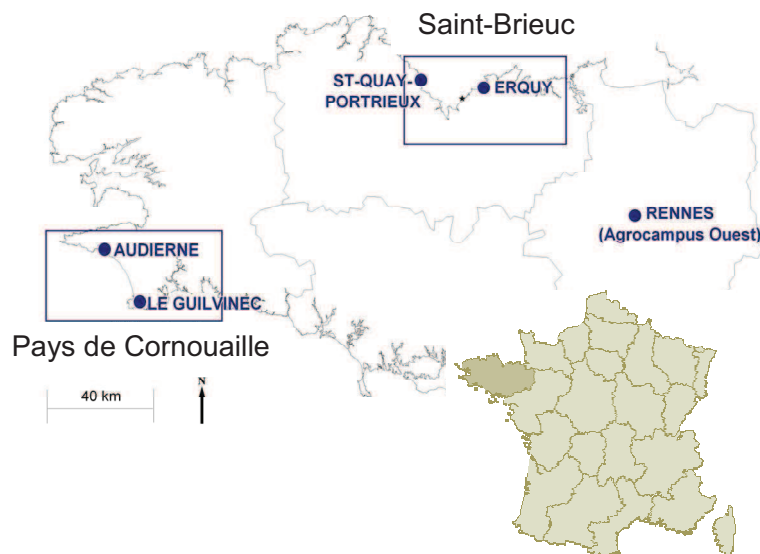 Saint-Brieuc
ST-QUAY-
PORTRIEUX
ERQUY
RENNES
(Agrocampus Ouest)
AUDIERNE
LE GUILVINEC
Pays de Cornouaille
40 km
N